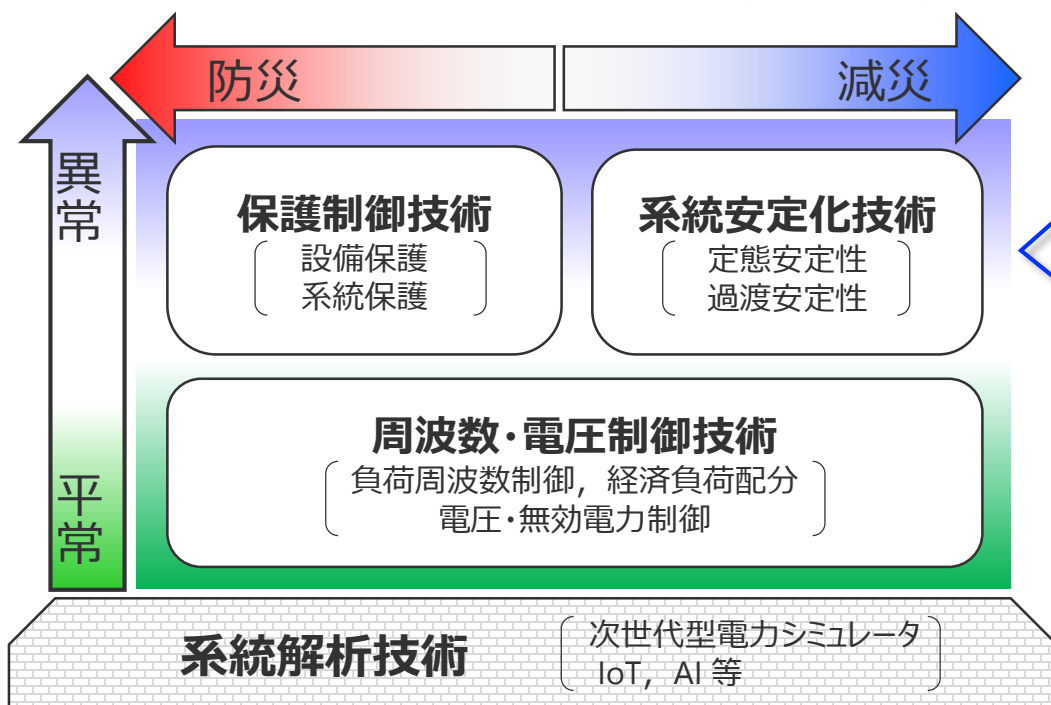 防災
減災
異常
保護制御技術
設備保護
系統保護
系統安定化技術
定態安定性
過渡安定性
周波数・電圧制御技術
負荷周波数制御，経済負荷配分
電圧・無効電力制御
平常
系統解析技術
次世代型電力シミュレータ
IoT，AI 等